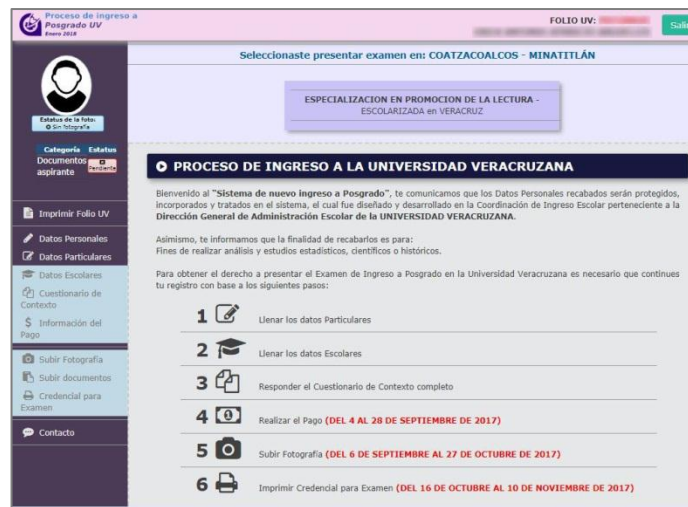 Proceso de ingreso a
Posgrado UV
Enero 2018
FOLIO UV:
Salir
Seleccionaste presentar examen en: COATZACOALCOS - MINATITLÁN
ESPECIALIZACION EN PROMOCION DE LA LECTURA -
ESCOLARIZADA en VERACRUZ
Estatus de la foto:
Sin fotografía
Categoría Estatus
Documentos
aspirante
Pendiente
Imprimir Folio UV
Datos Personales
Datos Particulares
Datos Escolares
Cuestionario de
Contexto
Información del
Pago
Subir Fotografía
Subir documentos
Credencial para
Examen
Contacto
PROCESO DE INGRESO A LA UNIVERSIDAD VERACRUZANA
Bienvenido al "Sistema de nuevo ingreso a Posgrado", te comunicamos que los Datos Personales recabados serán protegidos,
incorporados y tratados en el sistema, el cual fue diseñado y desarrollado en la Coordinación de Ingreso Escolar perteneciente a la
Dirección General de Administración Escolar de la UNIVERSIDAD VERACRUZANA.
Asimismo, te informamos que la finalidad de recabarlos es para:
Fines de realizar análisis y estudios estadísticos, científicos o históricos.
Para obtener el derecho a presentar el Examen de Ingreso a Posgrado en la Universidad Veracruzana es necesario que continues
tu registro con base a los siguientes pasos:
1 Llenar los datos Particulares
2 Llenar los datos Escolares
3 Responder el Cuestionario de Contexto completo
4 Realizar el Pago (DEL 4 AL 28 DE SEPTIEMBRE DE 2017)
5 Subir Fotografía (DEL 6 DE SEPTIEMBRE AL 27 DE OCTUBRE DE 2017)
6 Imprimir Credencial para Examen (DEL 16 DE OCTUBRE AL 10 DE NOVIEMBRE DE 2017)